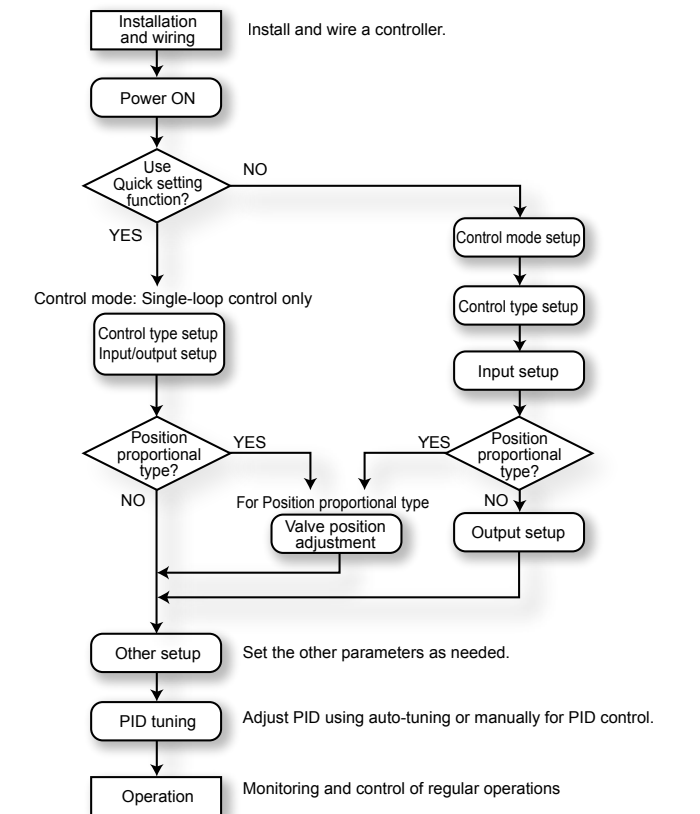 Installation
and wiring
Install and wire a controller.
Power ON
Use
Quick setting
function?
NO
YES
Control mode setup
Control mode: Single-loop control only
Control type setup
Control type setup
Input/output setup
Input setup
Position
proportional
type?
YES
NO
YES
Position
proportional
type?
NO
For Position proportional type
Valve position
adjustment
Output setup
Other setup
Set the other parameters as needed.
PID tuning
Adjust PID using auto-tuning or manually for PID control.
Operation
Monitoring and control of regular operations